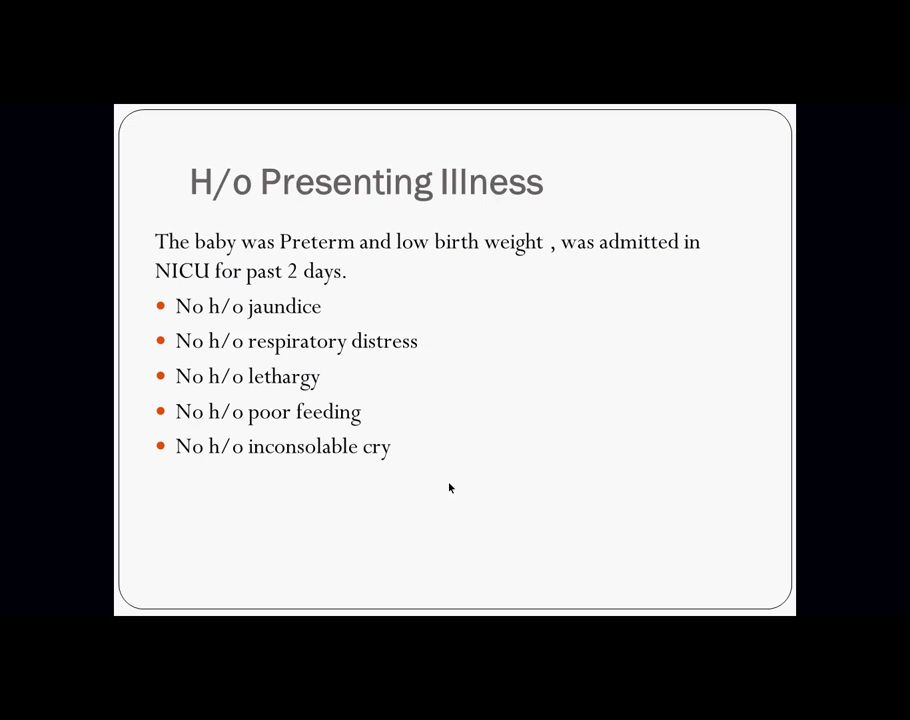 H/o Presenting Illness
The baby was Preterm and low birth weight , was admitted in
NICU for past 2 days.
• No h/o jaundice
• No h/o respiratory distress
• No h/o lethargy
• No h/o poor feeding
• No h/o inconsolable cry